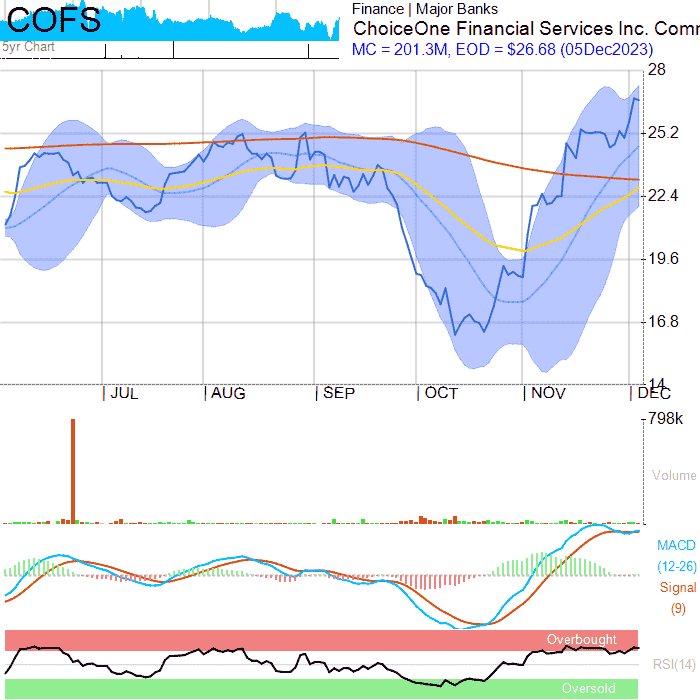 COFS
5yr Chart
Finance | Major Banks
ChoiceOne Financial Services Inc. Comm
MC = 201.3M, EOD = $26.68 (05Dec2023)
28
25.2
22.4
19.6
16.8
14
JUL AUG SEP OCT NOV DEC
798k
Volume
MACD
(12-26)
Signal
(9)
Overbought
RSI(14)
Oversold